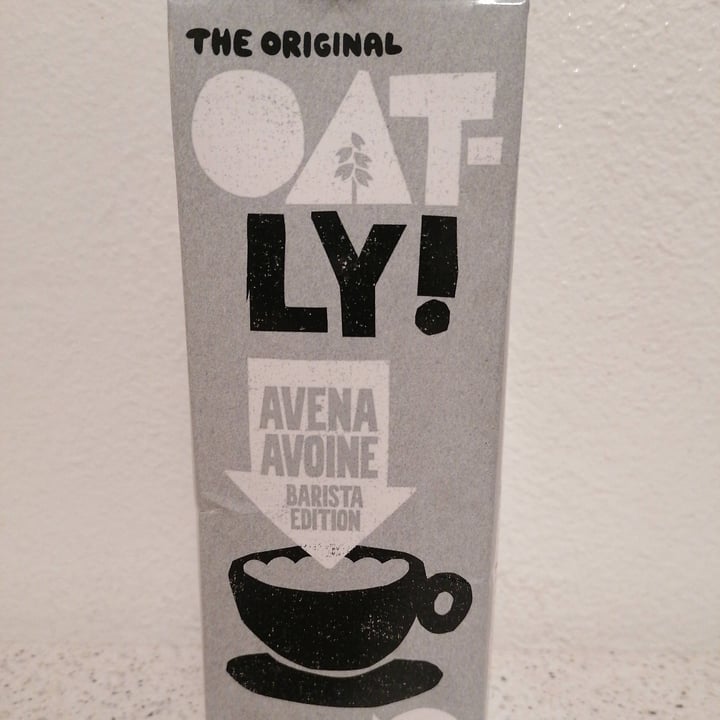 THE ORIGINAL
OAT-
LY!
AVENA
AVOINE
BARISTA
EDITION